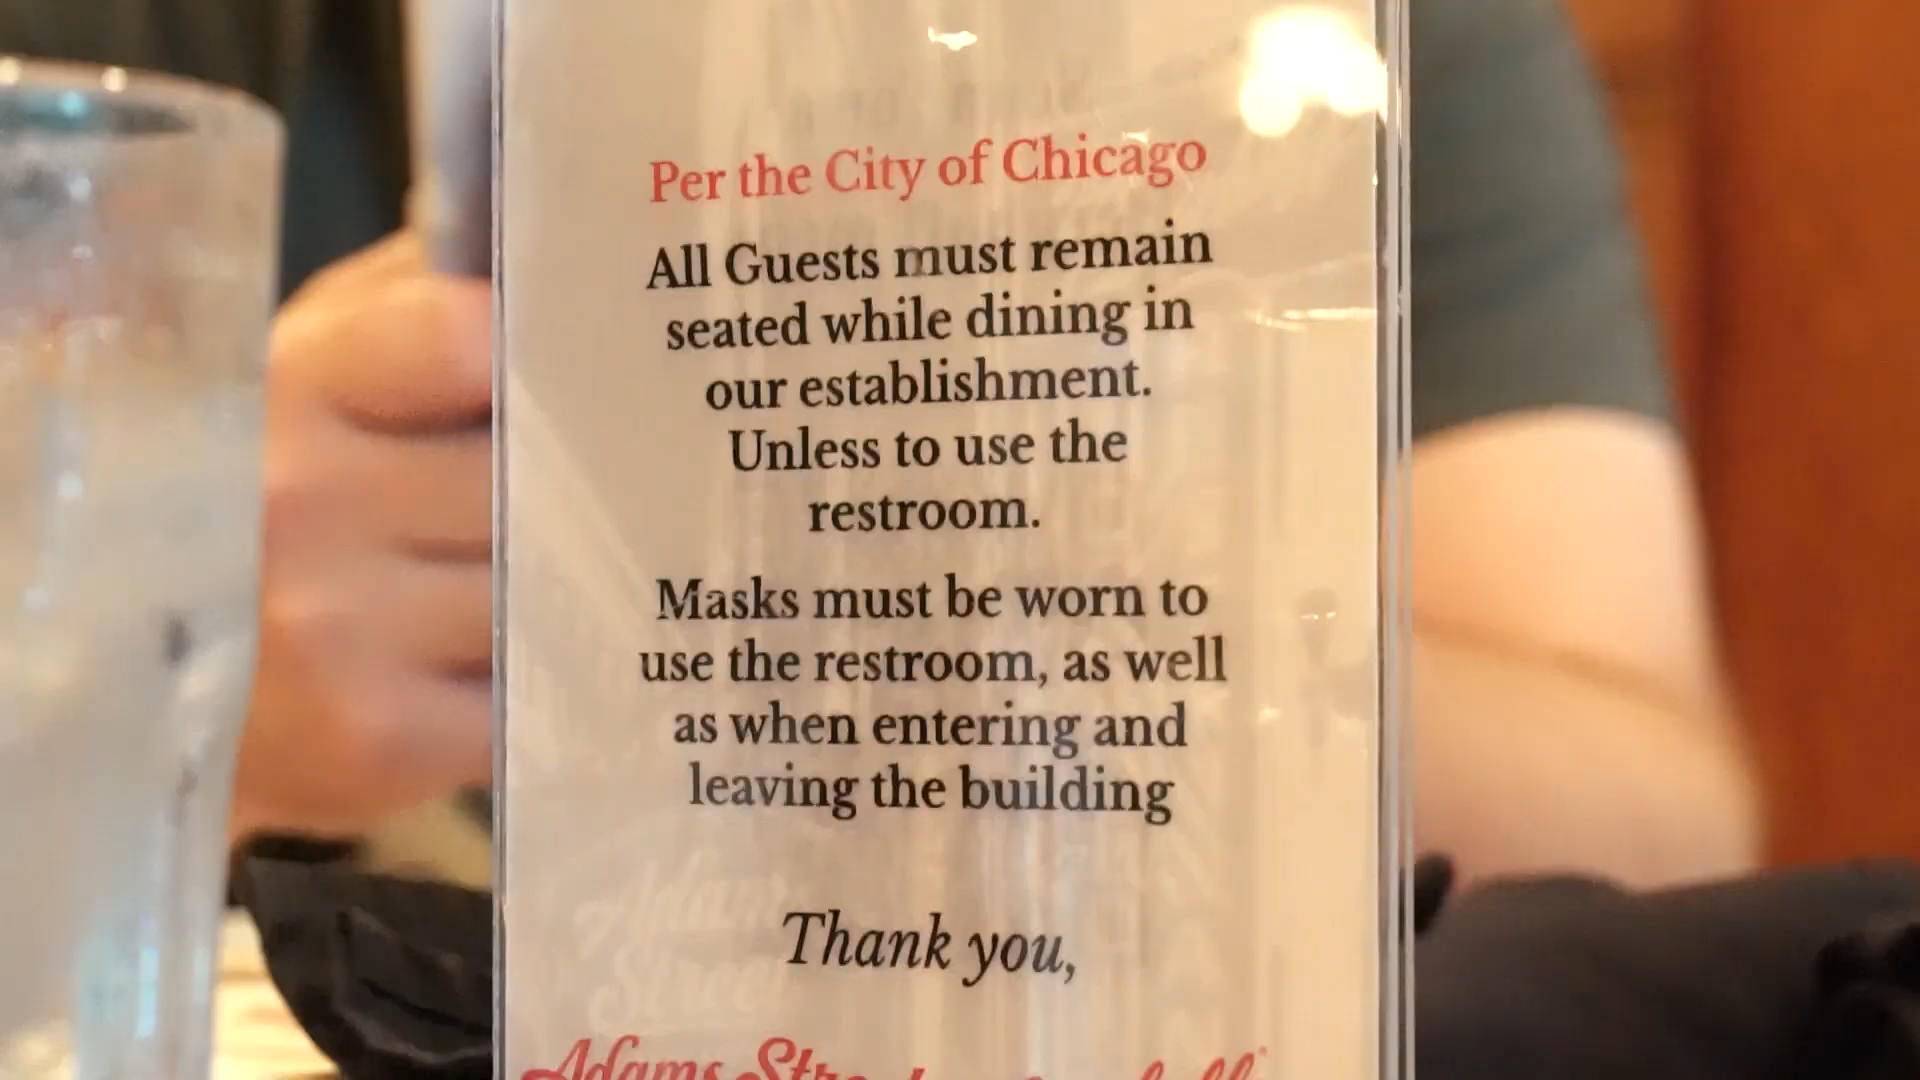 Per the City of Chicago
All Guests must remain
seated while dining in
our establishment.
Unless to use the
restroom.
Masks must be worn to
use the restroom, as well
as when entering and
leaving the building
Thank you,
Adams